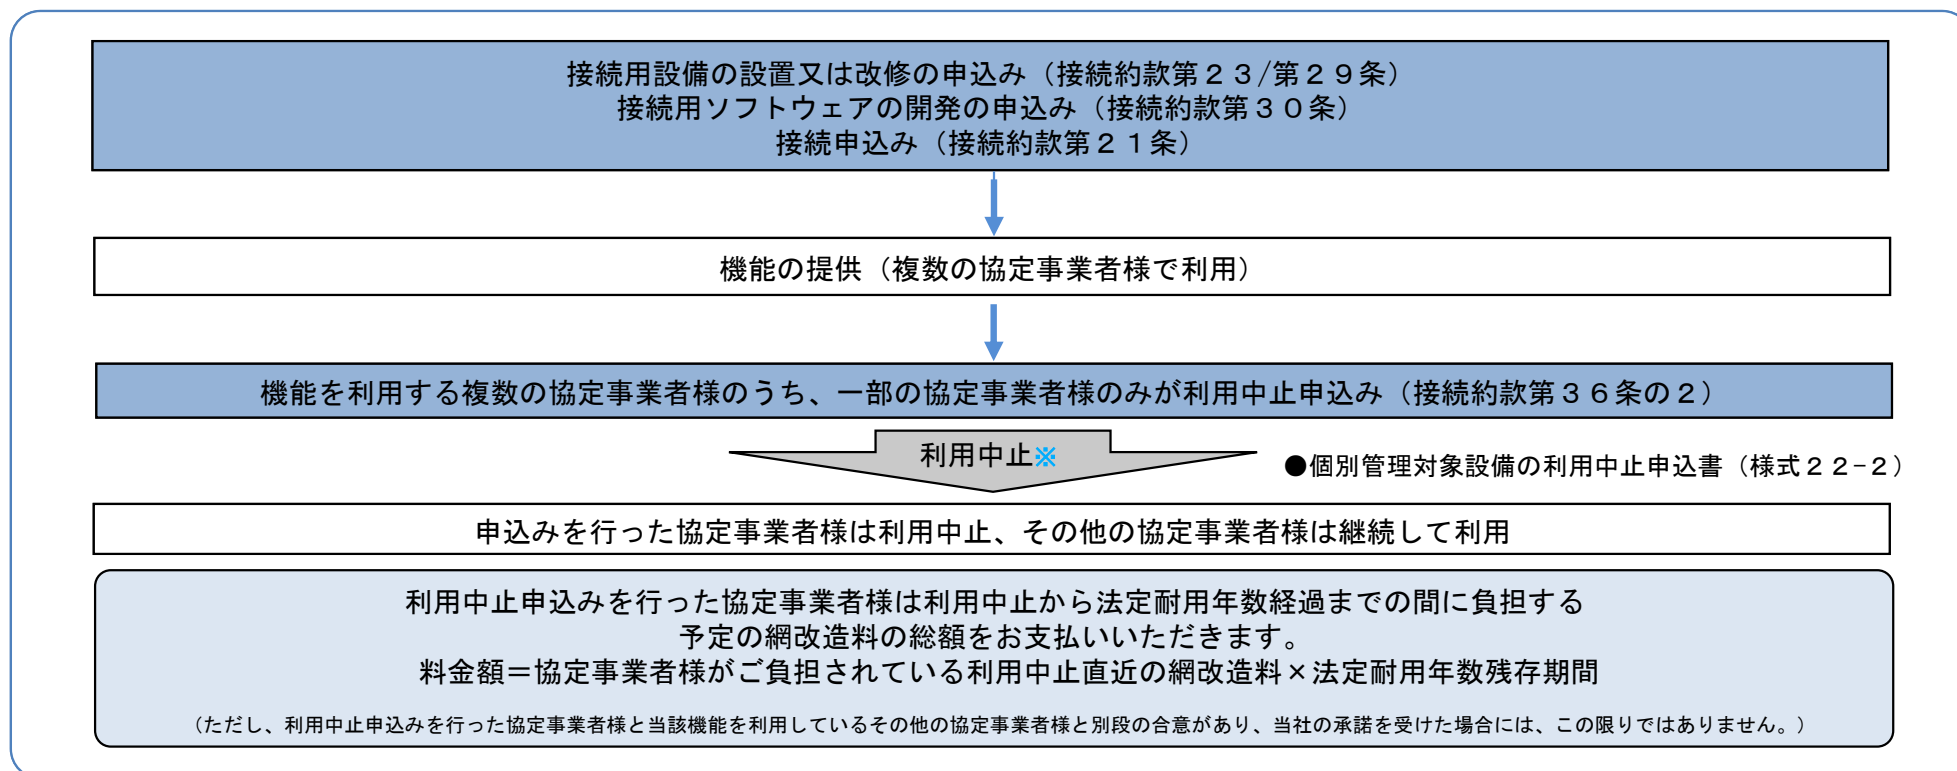 接続用設備の設置又は改修の申込み（接続約款第２３/第２９条）
接続用ソフトウェアの開発の申込み（接続約款第３０条）
接続申込み（接続約款第２１条）
機能の提供（複数の協定事業者様で利用）
機能を利用する複数の協定事業者様のうち、一部の協定事業者様のみが利用中止申込み（接続約款第３６条の２）
利用中止※
●個別管理対象設備の利用中止申込書（様式２２−２）
申込みを行った協定事業者様は利用中止、その他の協定事業者様は継続して利用
利用中止申込みを行った協定事業者様は利用中止から法定耐用年数経過までの間に負担する
予定の網改造料の総額をお支払いいただきます。
料金額＝協定事業者様がご負担されている利用中止直近の網改造料×法定耐用年数残存期間
（ただし、利用中止申込みを行った協定事業者様と当該機能を利用しているその他の協定事業者様と別段の合意があり、当社の承諾を受けた場合には、この限りではありません。）